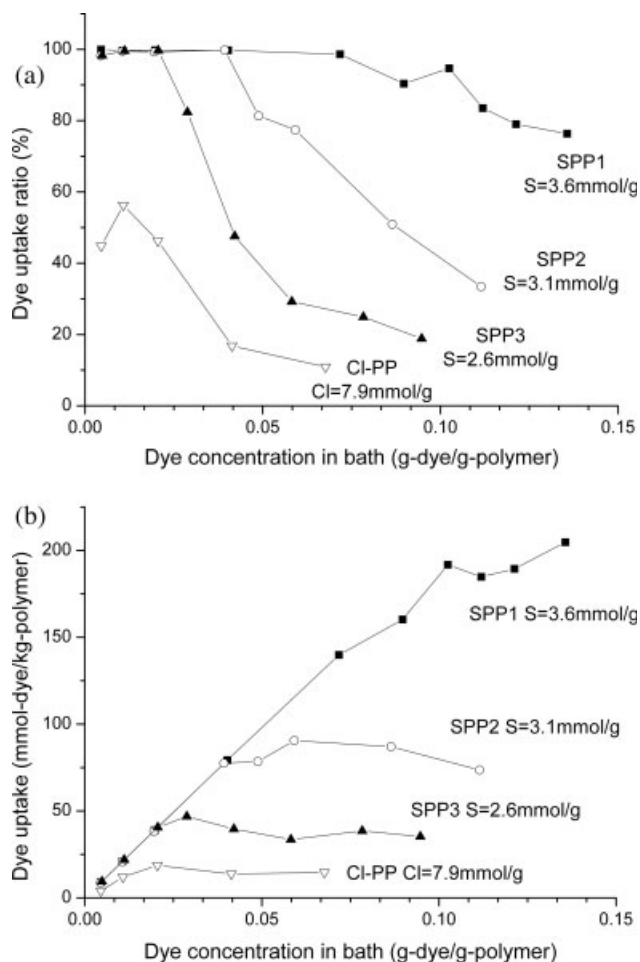 (a)
100
80
60
40
20
0
Dye uptake ratio (%)
SPP1
S=3.6mmol/g
SPP2
S=3.1mmol/g
SPP3
S=2.6mmol/g
Cl-PP
Cl=7.9mmol/g
0.00 0.05 0.10 0.15
Dye concentration in bath (g-dye/g-polymer)
(b)
200
150
100
50
0
Dye uptake (mmol-dye/kg-polymer)
SPP1 S=3.6mmol/g
SPP2 S=3.1mmol/g
SPP3 S=2.6mmol/g
Cl-PP Cl=7.9mmol/g
0.00 0.05 0.10 0.15
Dye concentration in bath (g-dye/g-polymer)